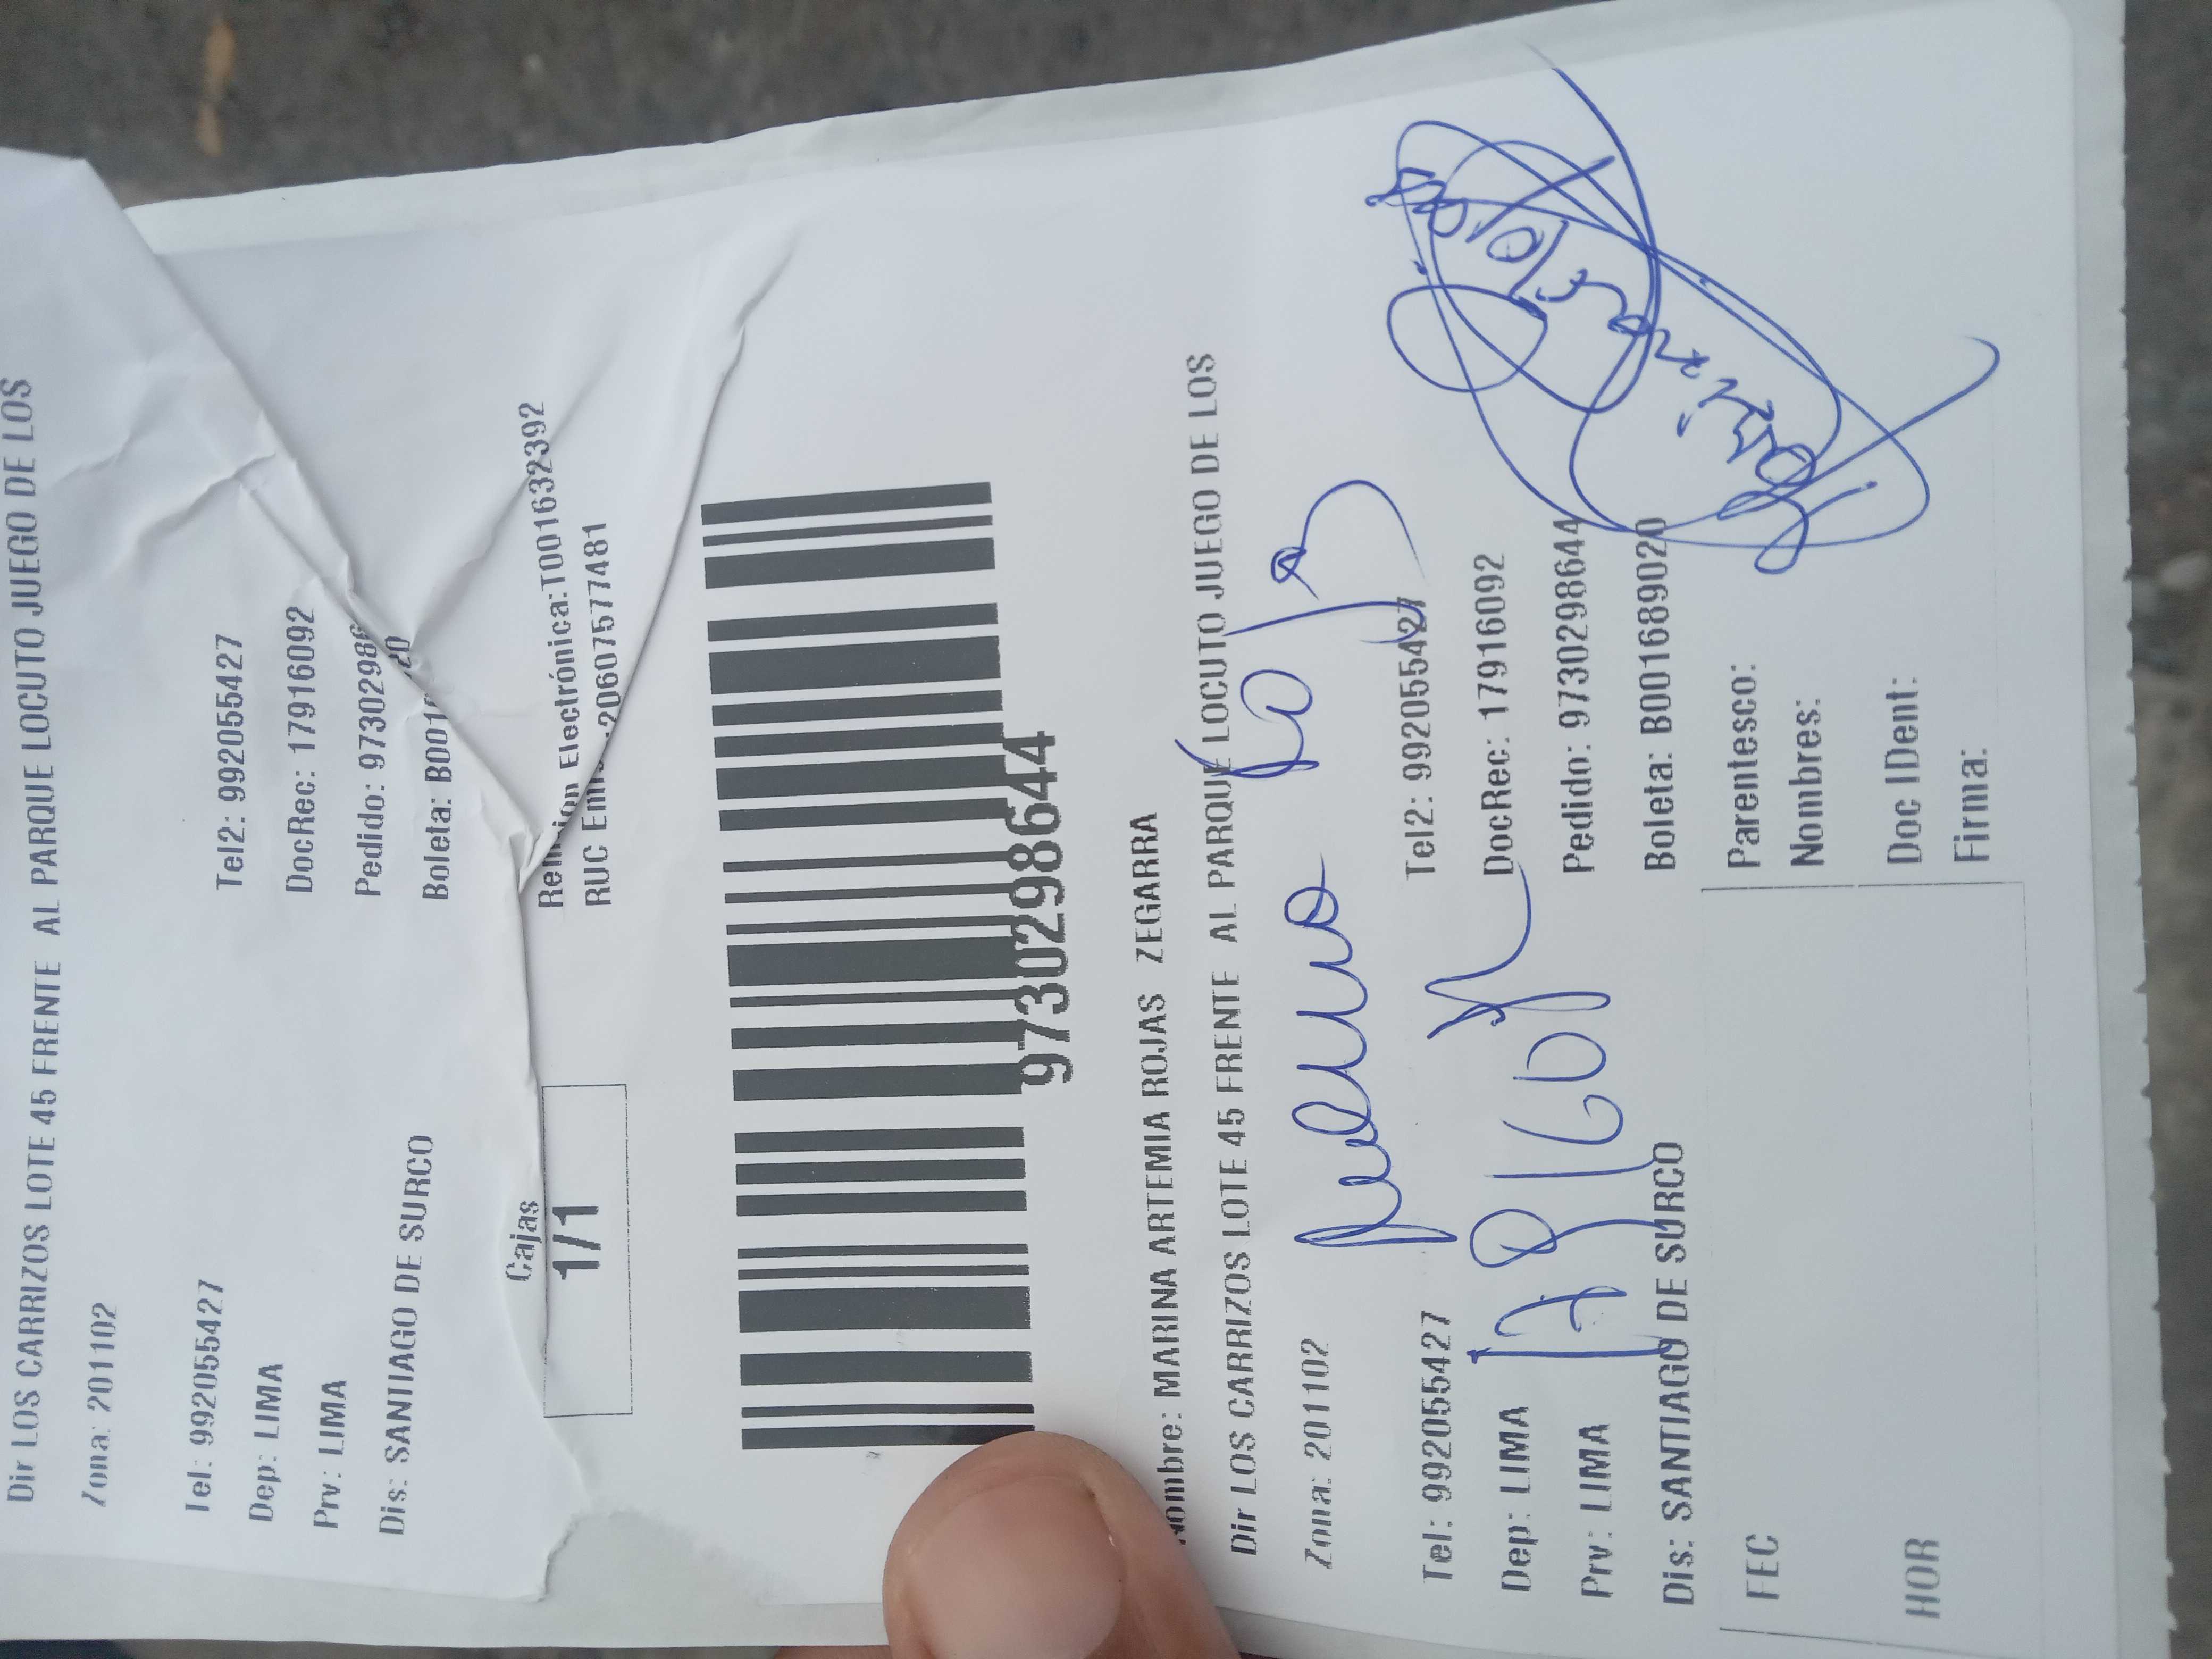 Dir LOS CARRIZOS LOTE 45 FRENTE AL PARQUE LOCUTO JUEGO DE LOS
Zona: 201102
Tel: 992055427 Tel2: 992055427
Dep: LIMA DocRec: 17916092
Prv: LIMA Pedido: 97302986
Dis: SANTIAGO DE SURCO Boleta: B001 20
Cajas
1/1
Electrónica:T001632392
RUC 20607577481
9730298644
Nombre: MARINA ARTEMIA ROJAS ZEGARRA
Dir LOS CARRIZOS LOTE 45 FRENTE AL PARQUE LOCUTO JUEGO DE LOS
Zona: 201102
Tel: 992055427 Tel2: 992055427
Dep: LIMA DocRec: 17916092
Prv: LIMA Pedido: 9730298644
Dis: SANTIAGO DE SURCO Boleta: B001689020
FEC Parentesco:
Nombres:
HOR Doc IDent:
Firma: